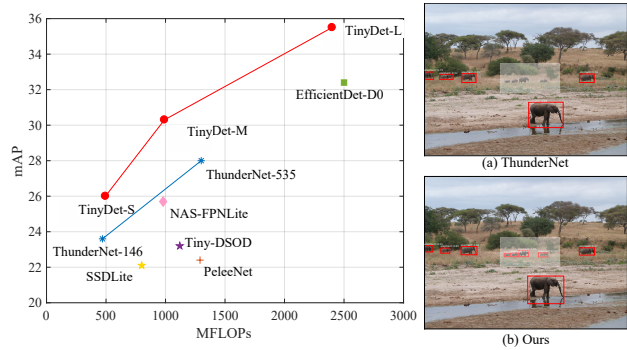 36
34
32
30
28
26
24
22
20
mAP
0
500
1000
1500
2000
2500
3000
MFLOPs
TinyDet-L
EfficientDet-D0
TinyDet-M
ThunderNet-535
TinyDet-S
NAS-FPNLite
ThunderNet-146
Tiny-DSOD
SSDLite
PeleeNet
(a) ThunderNet
(b) Ours